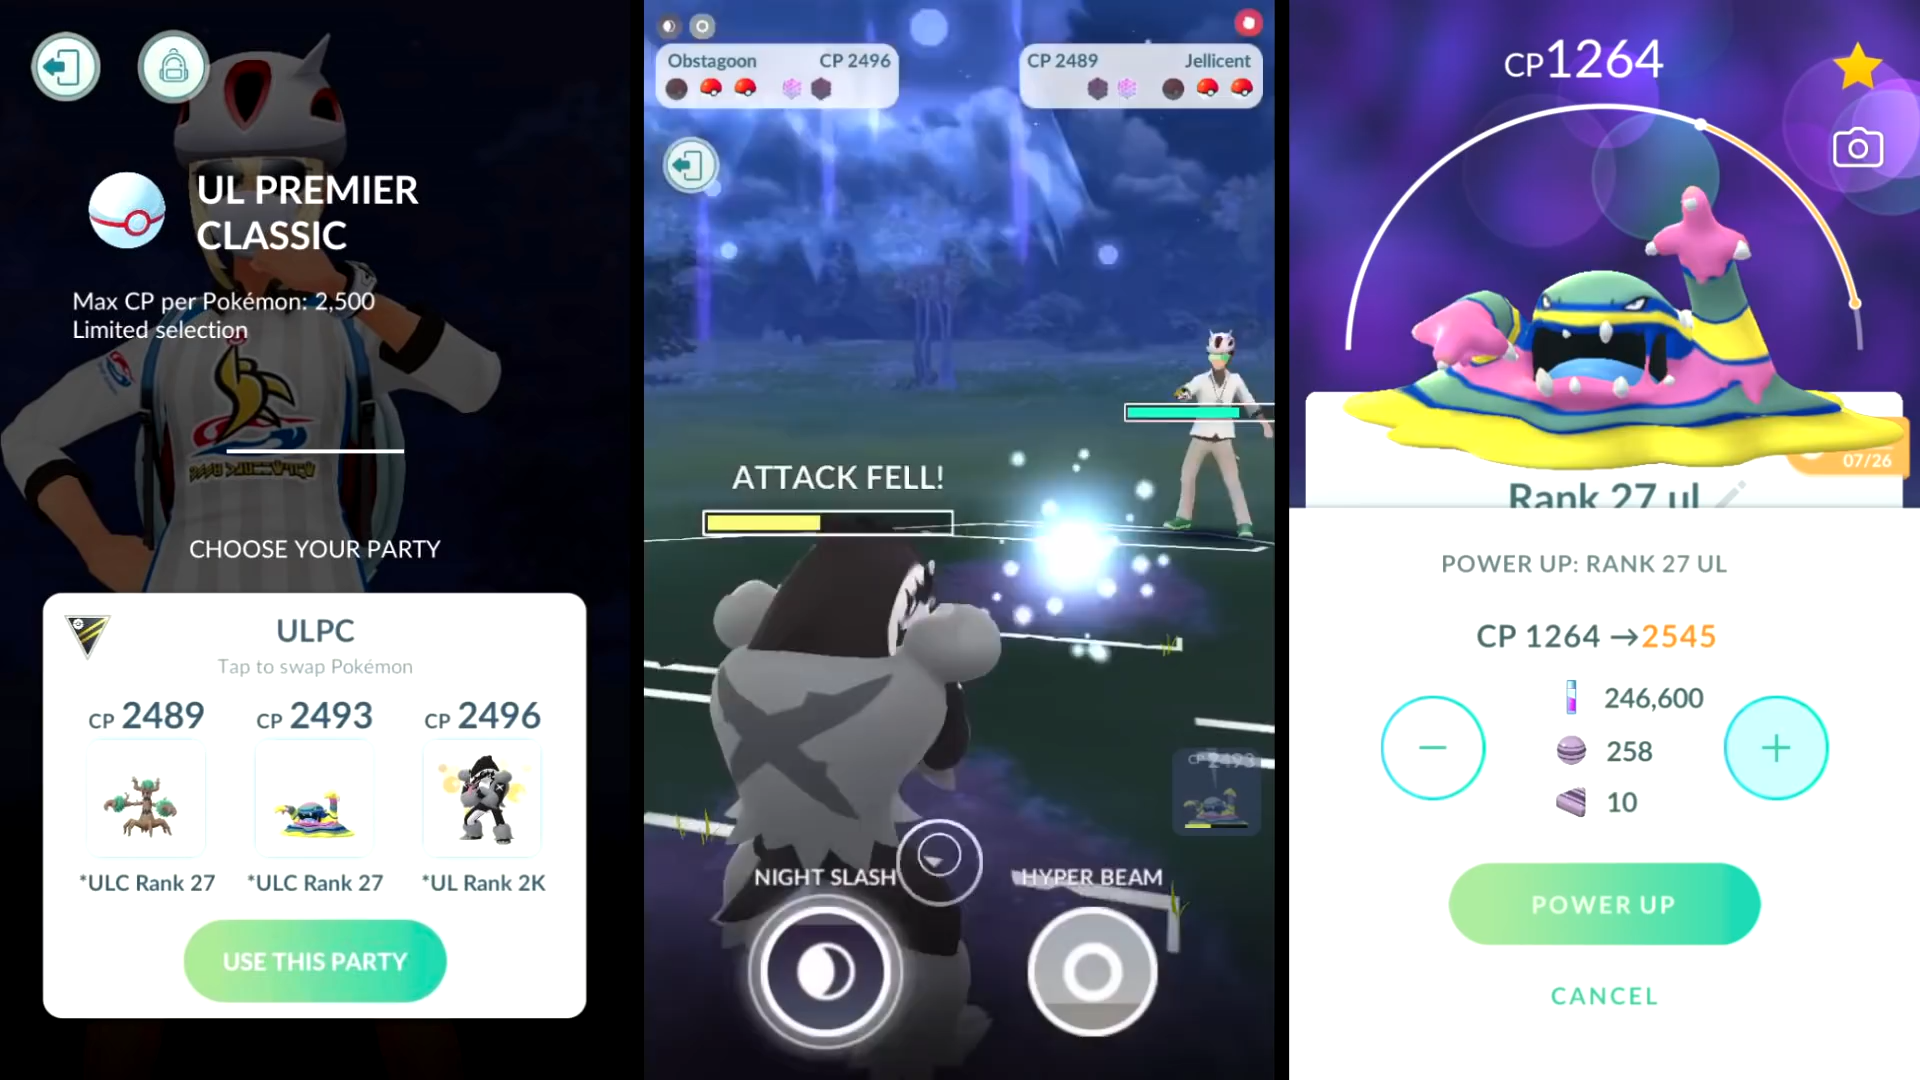 UL PREMIER
CLASSIC
Max CP per Pokémon: 2,500
Limited selection
CHOOSE YOUR PARTY
ULPC
Tap to swap Pokémon
CP 2489
CP 2493
CP 2496
*ULC Rank 27
*ULC Rank 27
*UL Rank 2K
USE THIS PARTY
Obstagoon CP 2496
CP 2489 Jellicent
ATTACK FELL!
CP 2493
NIGHT SLASH
HYPER BEAM
CP1264
07/26
Rank 27 ul
POWER UP: RANK 27 UL
CP 1264 →2545
246,600
258
10
POWER UP
CANCEL